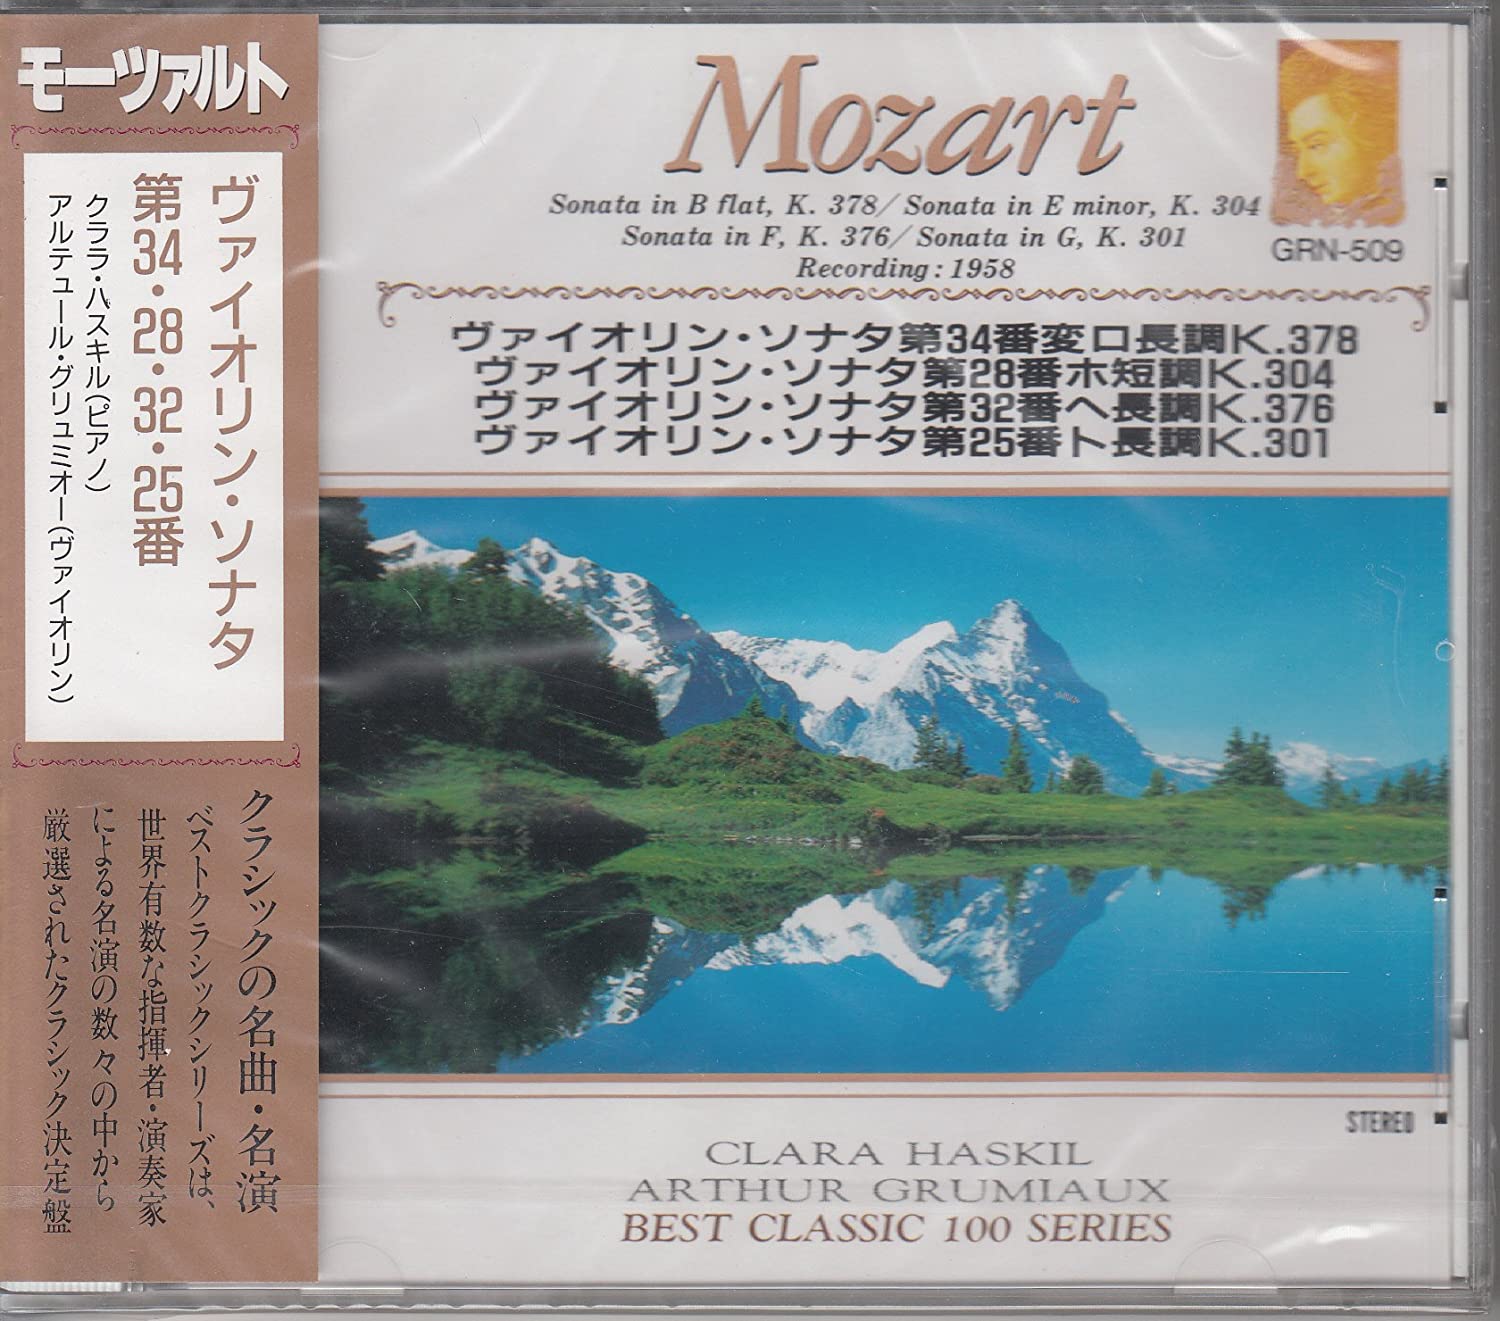 モーツァルト
ヴァイオリン・ソナタ
第34・28・32・25番
クララ・ハスキル(ピアノ)
アルテュール・グリュミオー(ヴァイオリン)
クラシックの名曲・名演
ベストクラシックシリーズは、
世界有数な指揮者・演奏家
による名演の数々の中から
厳選されたクラシック決定盤
Mozart
Sonata in B flat, K. 378/ Sonata in E minor, K. 304
Sonata in F, K. 376/ Sonata in G, K. 301
Recording: 1958
GRN-509
ヴァイオリン・ソナタ第34番変ロ長調K.378
ヴァイオリン・ソナタ第28番ホ短調K.304
ヴァイオリン・ソナタ第32番ヘ長調K.376
ヴァイオリン・ソナタ第25番ト長調K.301
STEREO
CLARA HASKIL
ARTHUR GRUMIAUX
BEST CLASSIC 100 SERIES